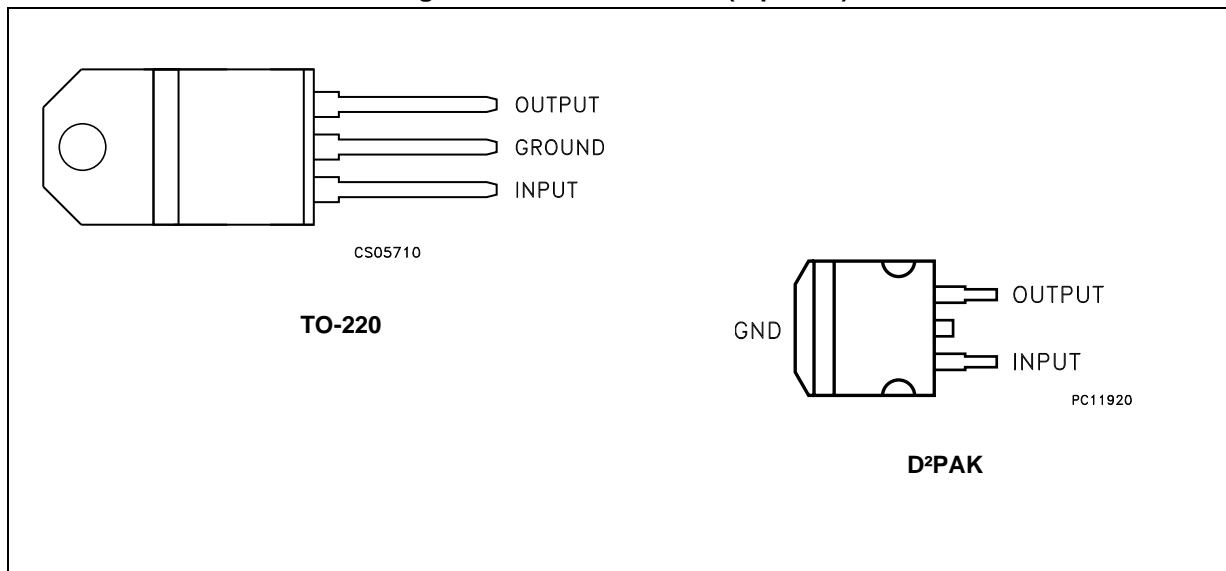 OUTPUT
GROUND
INPUT
CS05710
TO-220
GND
OUTPUT
INPUT
PC11920
D²PAK